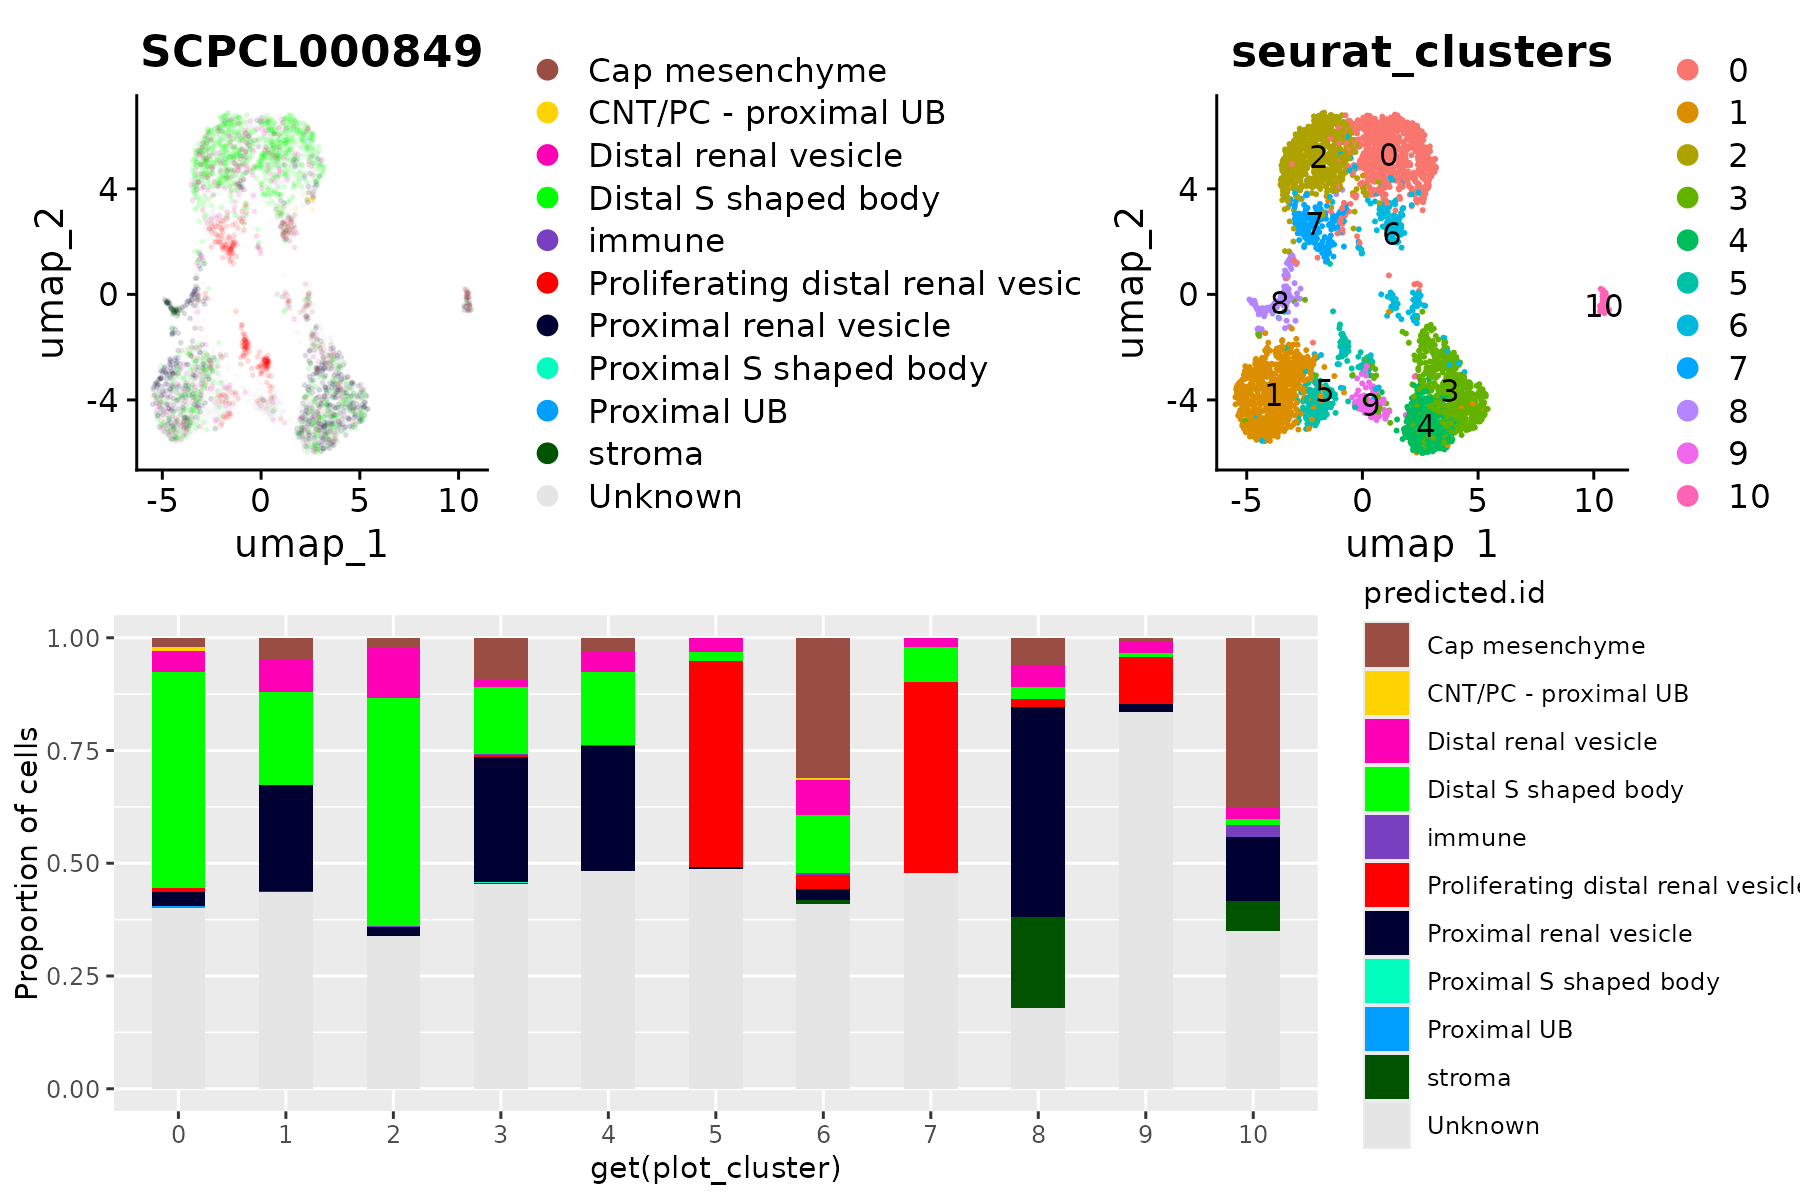 SCPCL000849
umap_2
4
0
-4
-5 0 5 10
umap_1
Cap mesenchyme
CNT/PC - proximal UB
Distal renal vesicle
Distal S shaped body
immune
Proliferating distal renal vesic
Proximal renal vesicle
Proximal S shaped body
Proximal UB
stroma
Unknown
seurat_clusters
umap_2
4
0
-4
2 0
7 6
8 10
1 5 9 3
4
-5 0 5 10
umap 1
0
1
2
3
4
5
6
7
8
9
10
Proportion of cells
1.00
0.75
0.50
0.25
0.00
0 1 2 3 4 5 6 7 8 9 10
get(plot_cluster)
predicted.id
Cap mesenchyme
CNT/PC - proximal UB
Distal renal vesicle
Distal S shaped body
immune
Proliferating distal renal vesicle
Proximal renal vesicle
Proximal S shaped body
Proximal UB
stroma
Unknown